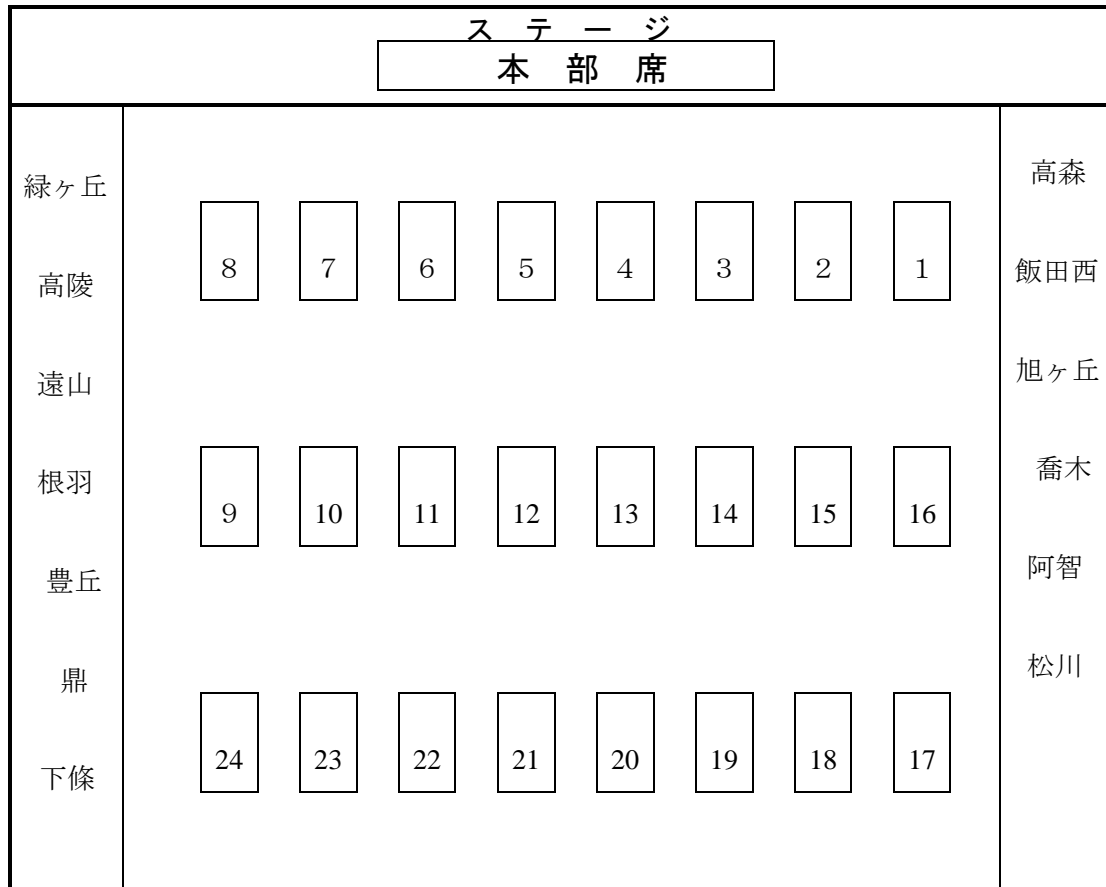 ステージ
本部席
緑ヶ丘
高陵
遠山
根羽
豊丘
鼎
下條
８ ７ ６ ５ ４ ３ ２ １
９ 10 11 12 13 14 15 16
24 23 22 21 20 19 18 17
高森
飯田西
旭ヶ丘
喬木
阿智
松川